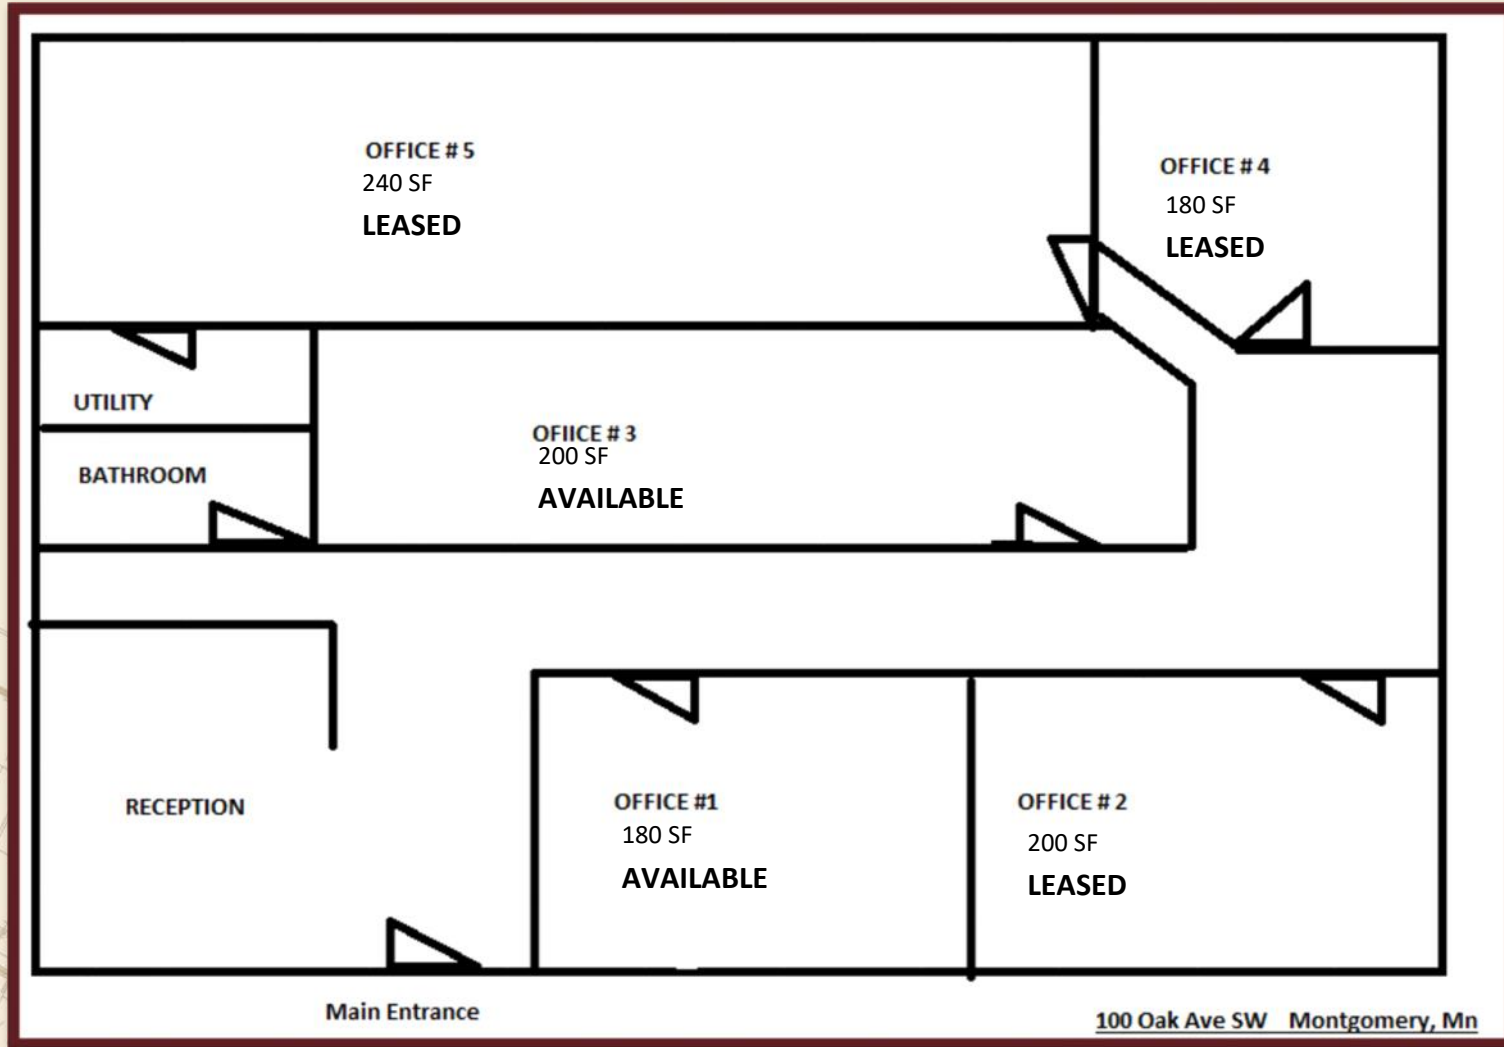 OFFICE # 5
240 SF
LEASED
OFFICE # 4
180 SF
LEASED
UTILITY
BATHROOM
OFIICE # 3
200 SF
AVAILABLE
RECEPTION
OFFICE #1
180 SF
AVAILABLE
OFFICE # 2
200 SF
LEASED
Main Entrance
100 Oak Ave SW Montgomery, Mn